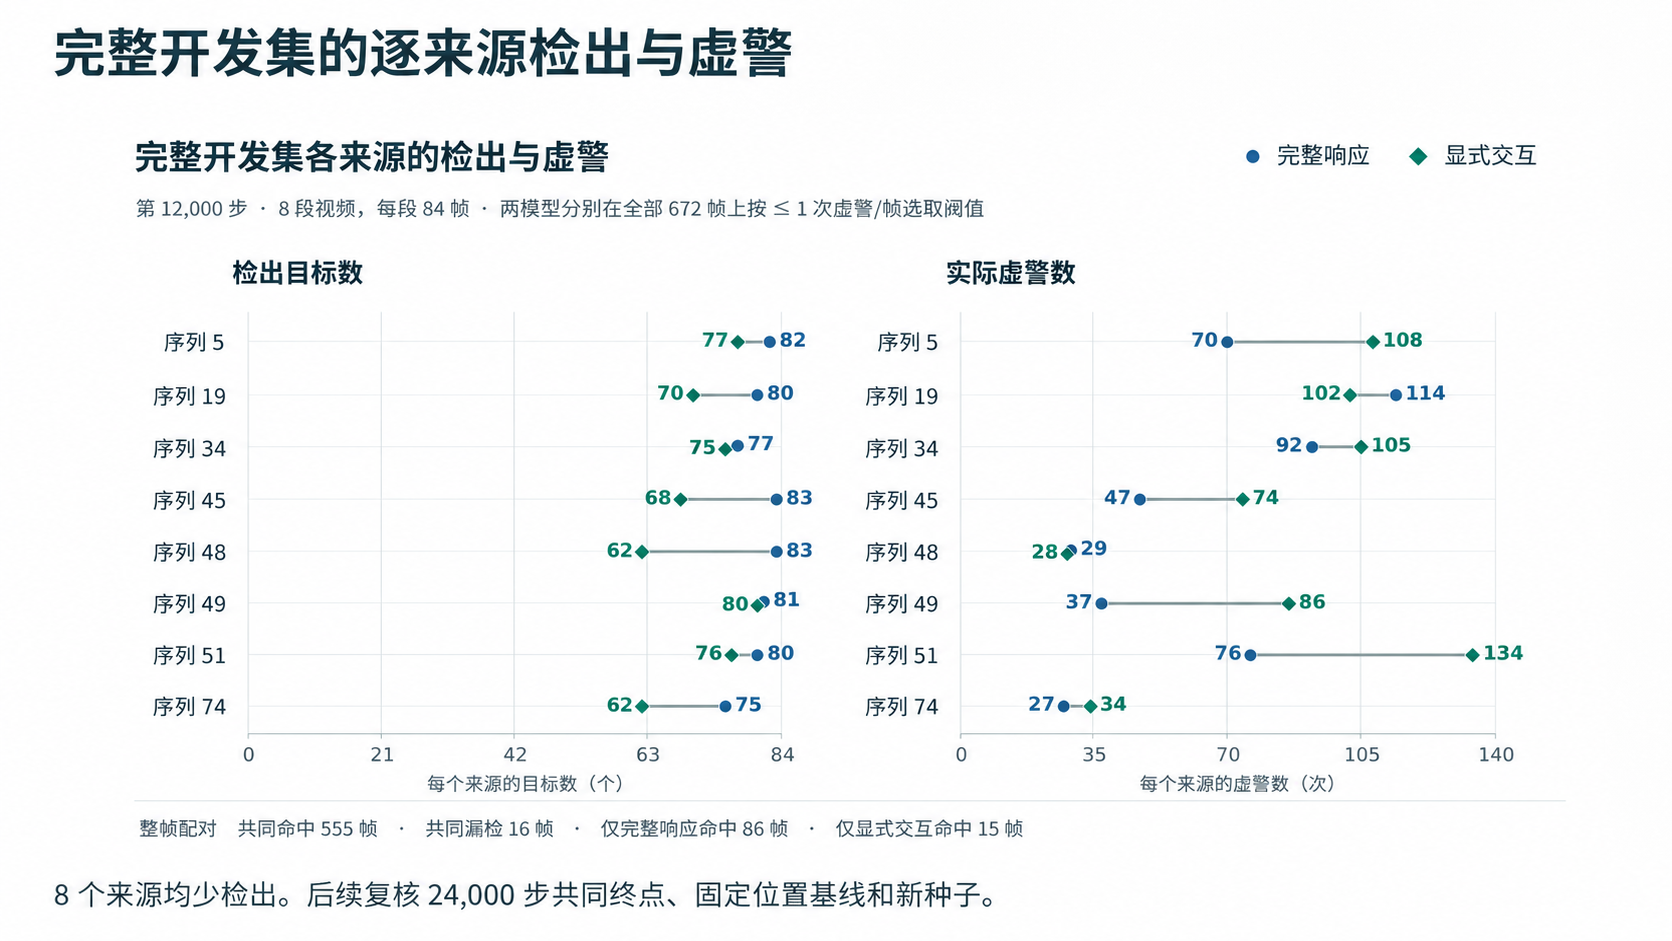 完整开发集的逐来源检出与虚警
完整开发集各来源的检出与虚警
完整响应 显式交互
第 12,000 步 · 8 段视频，每段 84 帧 · 两模型分别在全部 672 帧上按 ≤ 1 次虚警/帧选取阈值
检出目标数
序列 5 77 82
序列 19 70 80
序列 34 75 77
序列 45 68 83
序列 48 62 83
序列 49 80 81
序列 51 76 80
序列 74 62 75
0 21 42 63 84
每个来源的目标数（个）
实际虚警数
序列 5 70 108
序列 19 102 114
序列 34 92 105
序列 45 47 74
序列 48 28 29
序列 49 37 86
序列 51 76 134
序列 74 27 34
0 35 70 105 140
每个来源的虚警数（次）
整帧配对 共同命中 555 帧 · 共同漏检 16 帧 · 仅完整响应命中 86 帧 · 仅显式交互命中 15 帧
8 个来源均少检出。后续复核 24,000 步共同终点、固定位置基线和新种子。